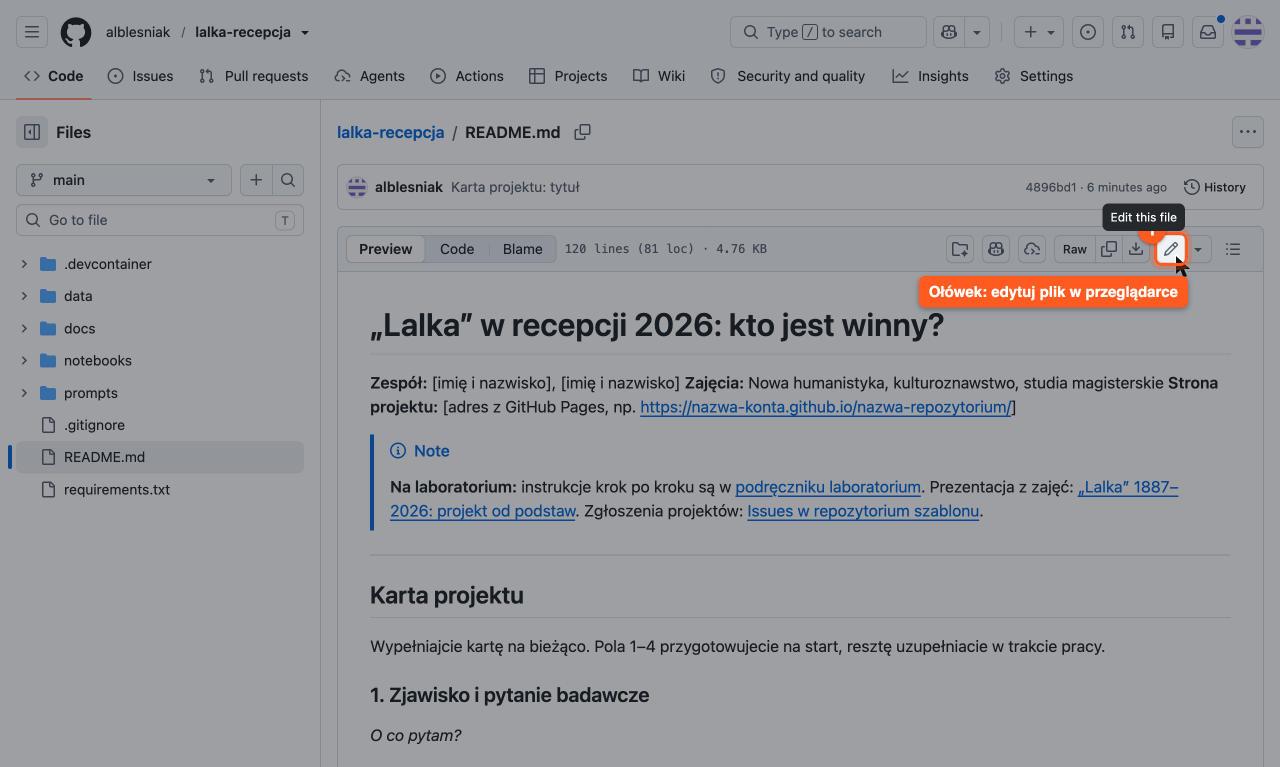 alblesniak / lalka-recepcja
Type / to search
Code
Issues
Pull requests
Agents
Actions
Projects
Wiki
Security and quality
Insights
Settings
Files
main
Go to file
T
.devcontainer
data
docs
notebooks
prompts
.gitignore
README.md
requirements.txt
lalka-recepcja / README.md
alblesniak Karta projektu: tytuł
4896bd1 · 6 minutes ago
History
Edit this file
Preview
Code
Blame
120 lines (81 loc) · 4.76 KB
Raw
Ołówek: edytuj plik w przeglądarce
„Lalka” w recepcji 2026: kto jest winny?
Zespół: [imię i nazwisko], [imię i nazwisko] Zajęcia: Nowa humanistyka, kulturoznawstwo, studia magisterskie Strona
projektu: [adres z GitHub Pages, np. https://nazwa-konta.github.io/nazwa-repozytorium/]
Note
Na laboratorium: instrukcje krok po kroku są w podręczniku laboratorium. Prezentacja z zajęć: „Lalka” 1887–
2026: projekt od podstaw. Zgłoszenia projektów: Issues w repozytorium szablonu.
Karta projektu
Wypełniajcie kartę na bieżąco. Pola 1–4 przygotowujecie na start, resztę uzupełniacie w trakcie pracy.
1. Zjawisko i pytanie badawcze
O co pytam?